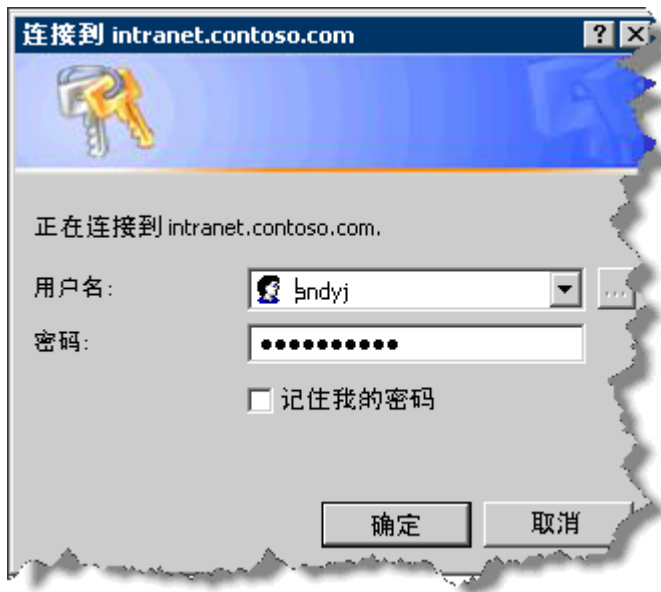 连接到 intranet.contoso.com
正在连接到 intranet.contoso.com.
用户名:
andyj
...
密码:
••••••••••
记住我的密码
确定
取消